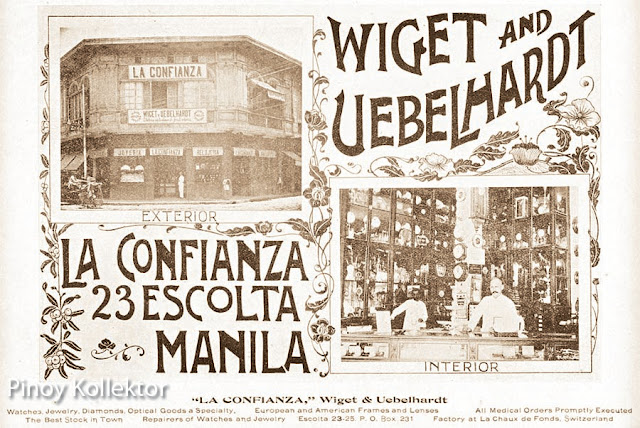 WIGET AND
UEBELHARDT
LA CONFIANZA
WIGET & UEBELHARDT
LA CONFIANZA
EXTERIOR
LA CONFIANZA
23 ESCOLTA
MANILA
INTERIOR
Pinoy Kollektor
"LA CONFIANZA," Wiget & Uebelhardt
Watches, Jewelry, Diamonds, Optical Goods a Specialty, European and American Frames and Lenses All Medical Orders Promptly Executed
The Best Stock in Town Repairers of Watches and Jewelry Escolta 23-25. P. O. Box 231 Factory at La Chaux de Fonds, Switzerland